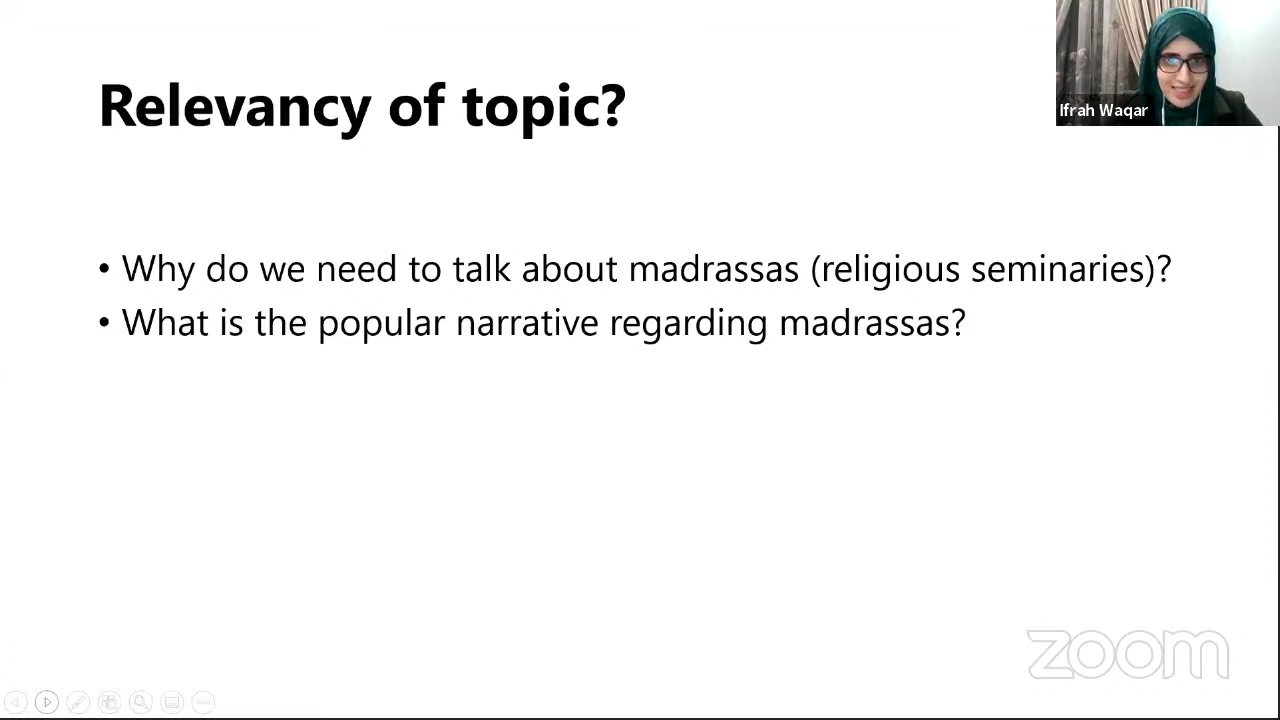 Relevancy of topic?
Ifrah Waqar
• Why do we need to talk about madrassas (religious seminaries)?
• What is the popular narrative regarding madrassas?
zoom